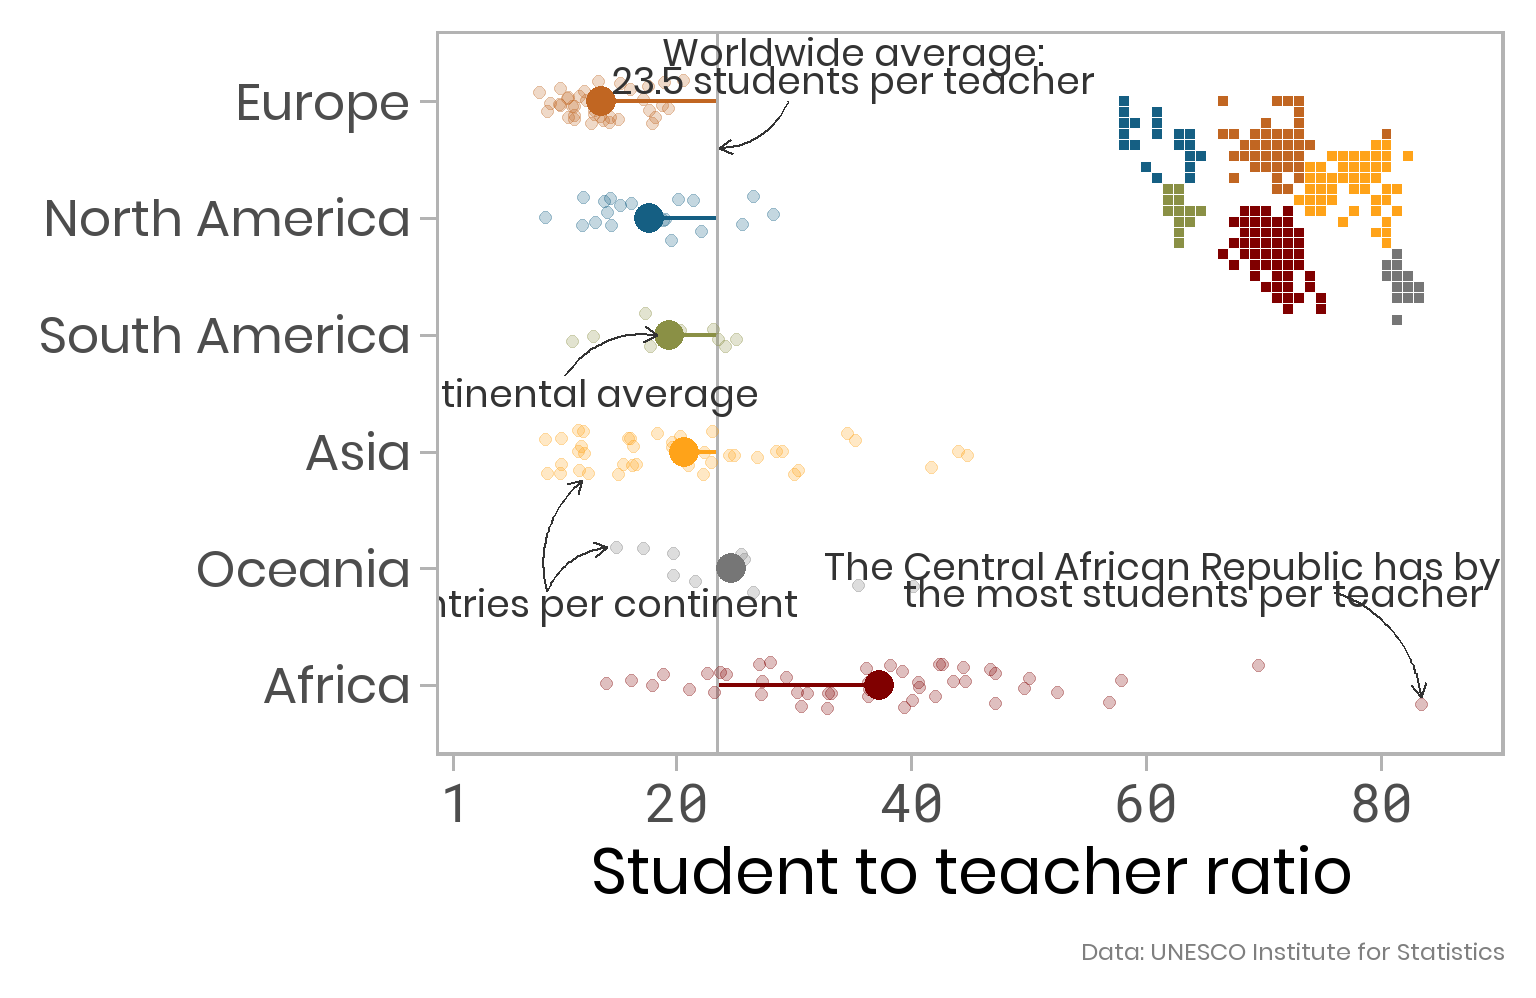 Worldwide average:
23.5 students per teacher
Europe
North America
South America
tinental average
Asia
Oceania
The Central African Republic has by
the most students per teacher
ntries per continent
Africa
1 20 40 60 80
Student to teacher ratio
Data: UNESCO Institute for Statistics